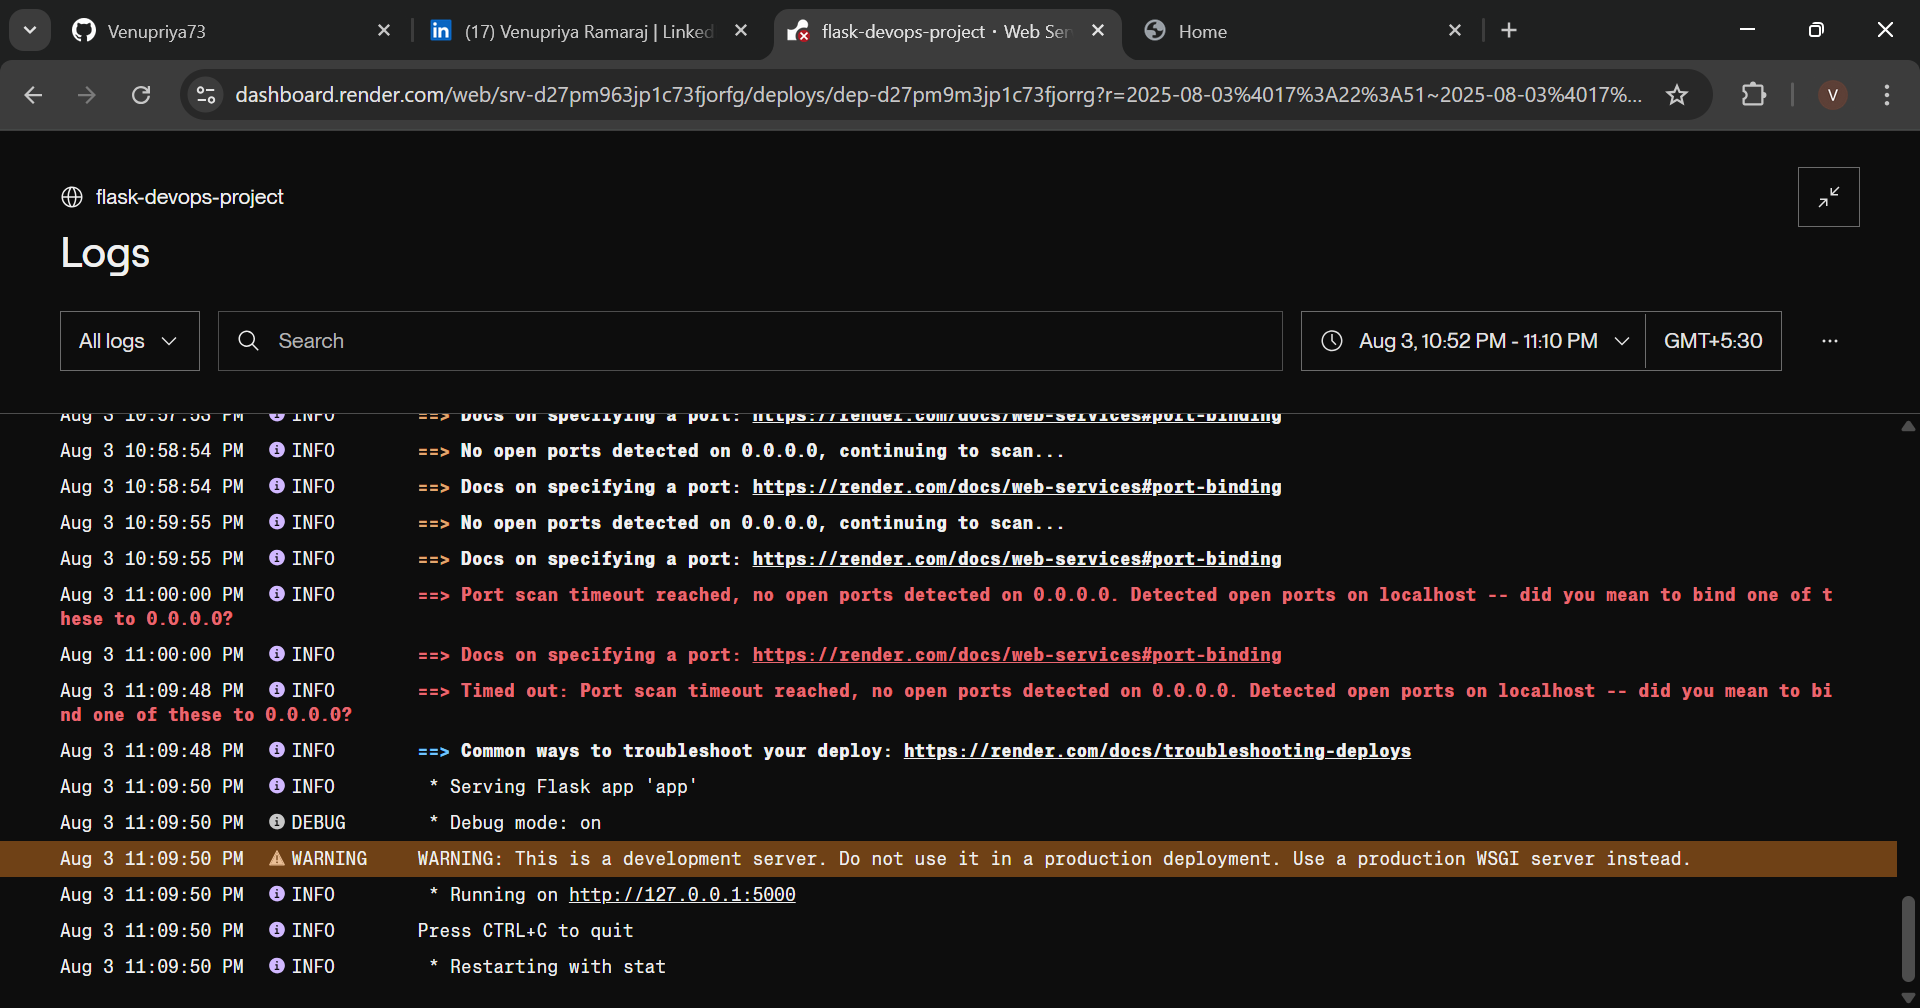 Venupriya73
(17) Venupriya Ramaraj | Linked
flask-devops-project · Web Ser
Home
dashboard.render.com/web/srv-d27pm963jp1c73fjorfg/deploys/dep-d27pm9m3jp1c73fjorrg?r=2025-08-03%4017%3A22%3A51~2025-08-03%4017%...
V
flask-devops-project
Logs
All logs
Search
Aug 3, 10:52 PM - 11:10 PM
GMT+5:30
Aug 3 10:57:53 PM INFO ==> Docs on specifying a port: https://render.com/docs/web-services#port-binding
Aug 3 10:58:54 PM INFO ==> No open ports detected on 0.0.0.0, continuing to scan...
Aug 3 10:58:54 PM INFO ==> Docs on specifying a port: https://render.com/docs/web-services#port-binding
Aug 3 10:59:55 PM INFO ==> No open ports detected on 0.0.0.0, continuing to scan...
Aug 3 10:59:55 PM INFO ==> Docs on specifying a port: https://render.com/docs/web-services#port-binding
Aug 3 11:00:00 PM INFO ==> Port scan timeout reached, no open ports detected on 0.0.0.0. Detected open ports on localhost -- did you mean to bind one of t
hese to 0.0.0.0?
Aug 3 11:00:00 PM INFO ==> Docs on specifying a port: https://render.com/docs/web-services#port-binding
Aug 3 11:09:48 PM INFO ==> Timed out: Port scan timeout reached, no open ports detected on 0.0.0.0. Detected open ports on localhost -- did you mean to bi
nd one of these to 0.0.0.0?
Aug 3 11:09:48 PM INFO ==> Common ways to troubleshoot your deploy: https://render.com/docs/troubleshooting-deploys
Aug 3 11:09:50 PM INFO * Serving Flask app 'app'
Aug 3 11:09:50 PM DEBUG * Debug mode: on
Aug 3 11:09:50 PM WARNING WARNING: This is a development server. Do not use it in a production deployment. Use a production WSGI server instead.
Aug 3 11:09:50 PM INFO * Running on http://127.0.0.1:5000
Aug 3 11:09:50 PM INFO Press CTRL+C to quit
Aug 3 11:09:50 PM INFO * Restarting with stat